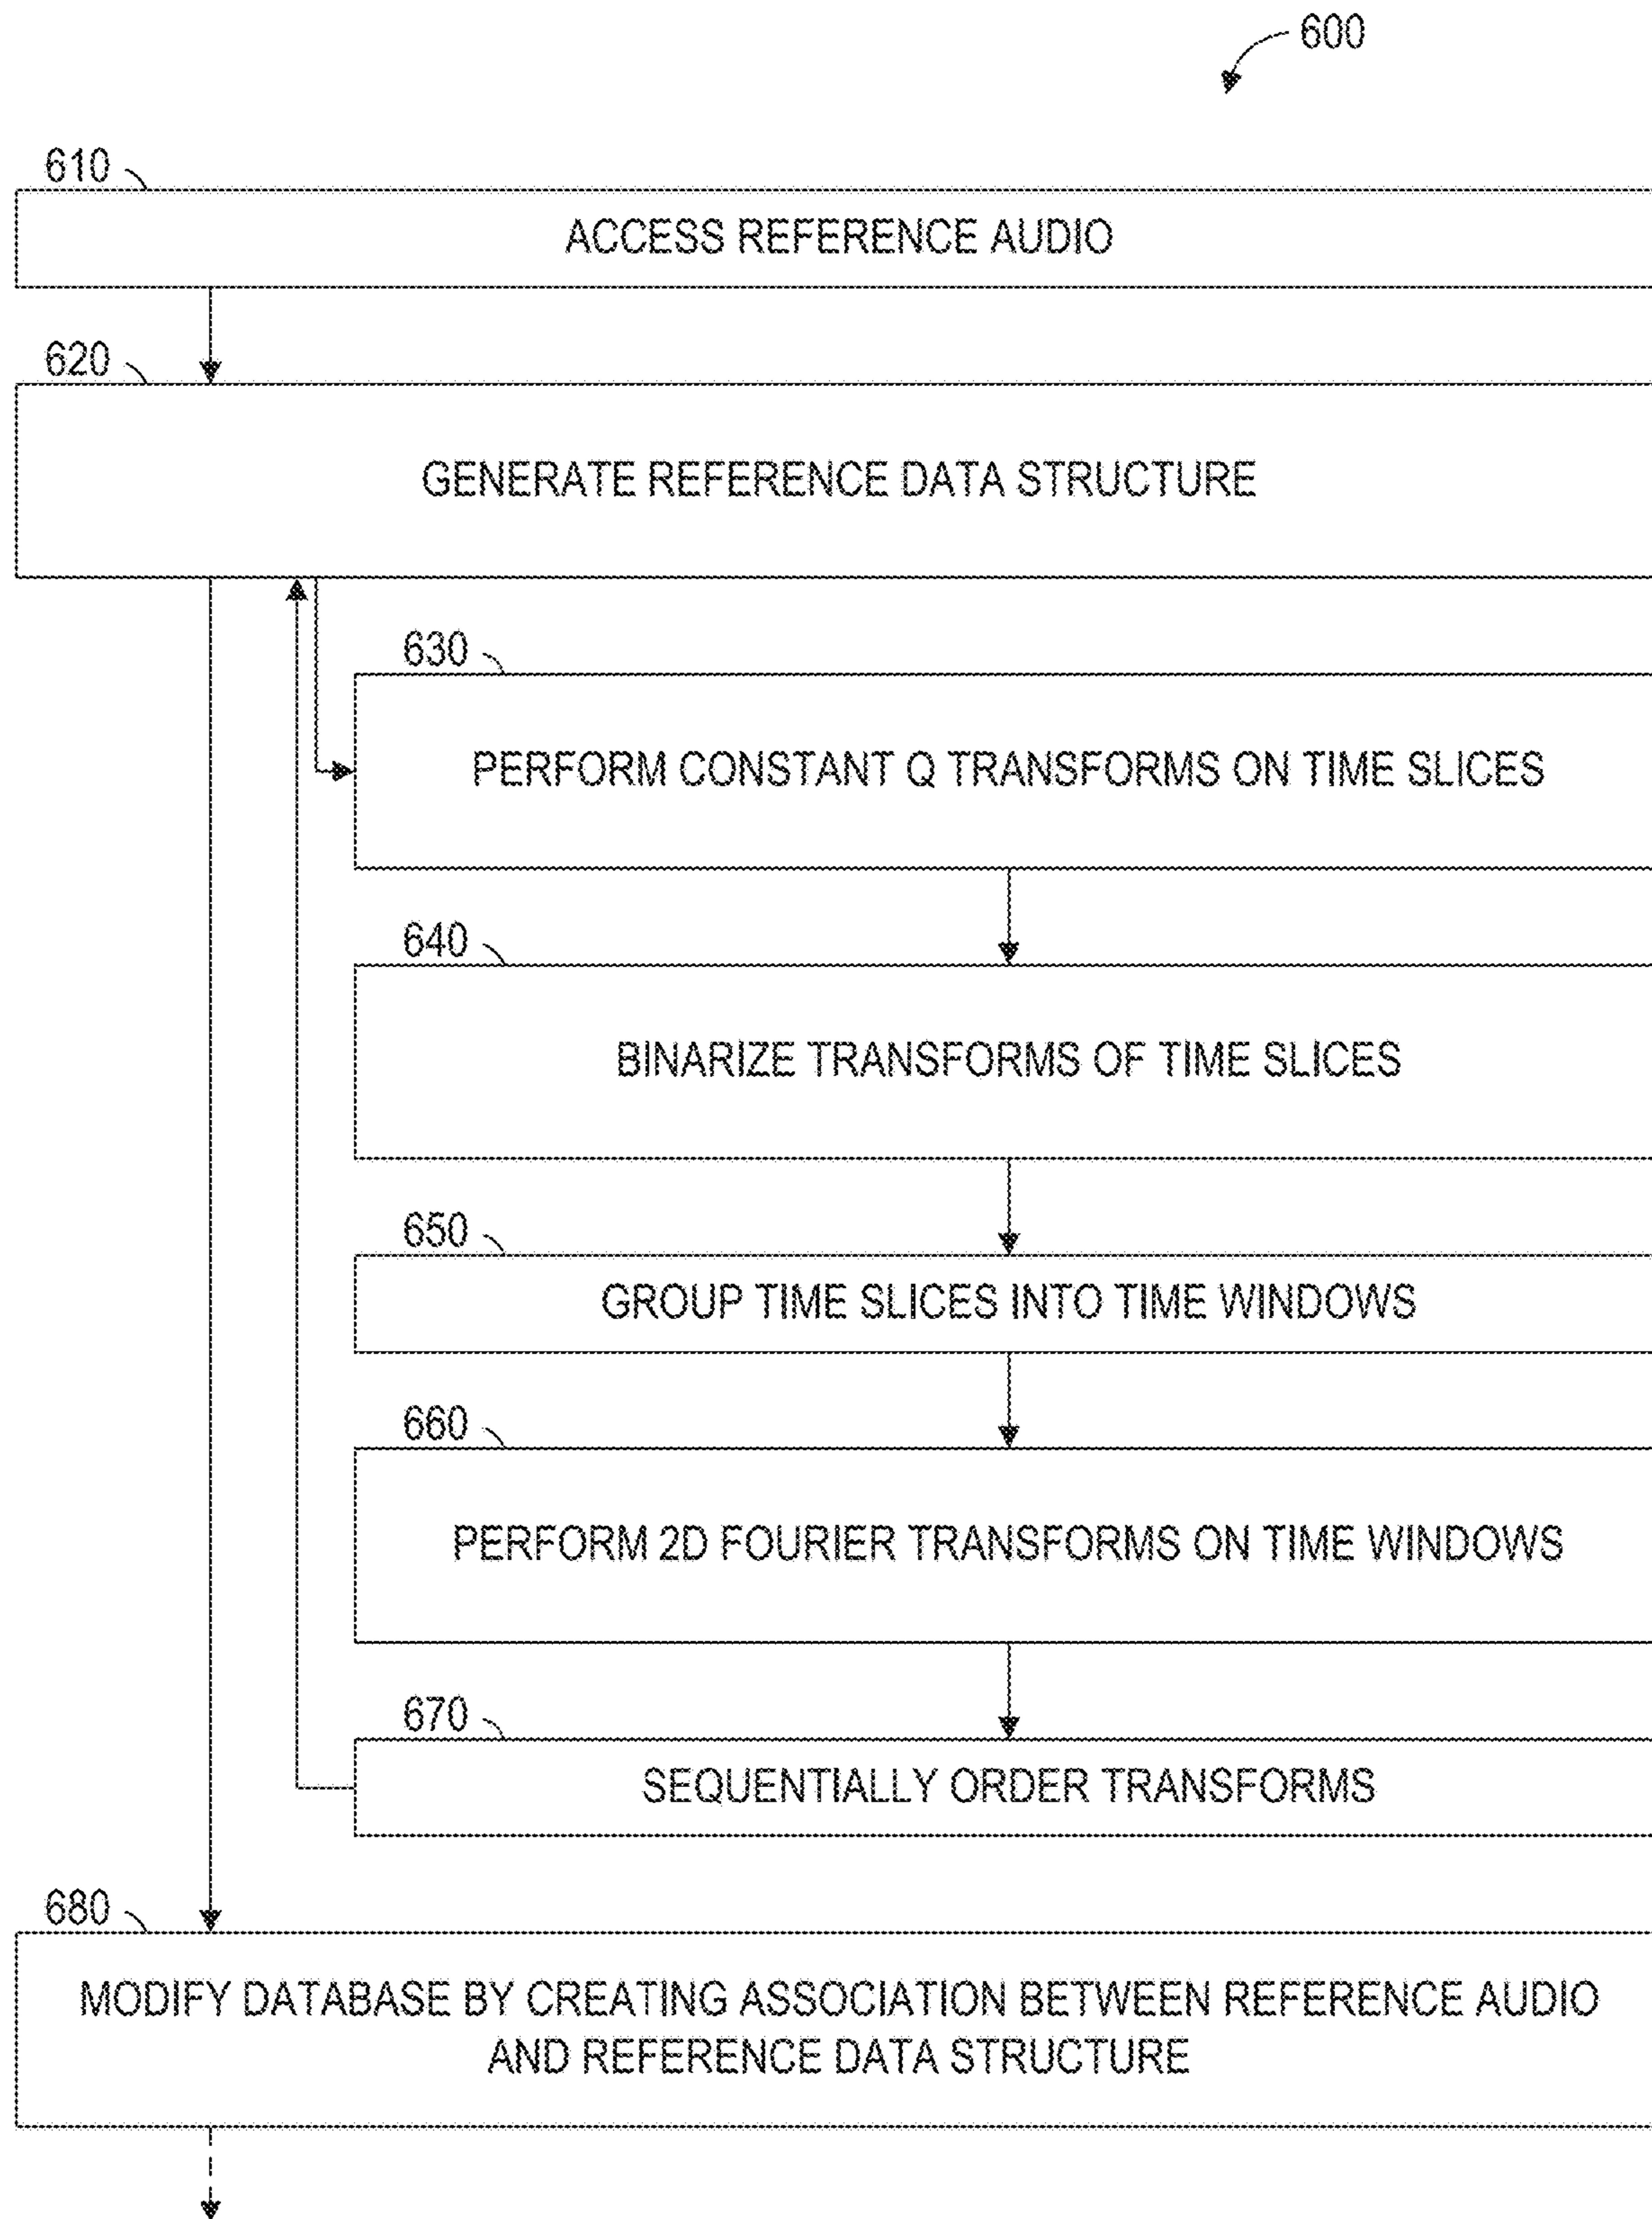 600
610
ACCESS REFERENCE AUDIO
620
GENERATE REFERENCE DATA STRUCTURE
630
PERFORM CONSTANT Q TRANSFORMS ON TIME SLICES
640
BINARIZE TRANSFORMS OF TIME SLICES
650
GROUP TIME SLICES INTO TIME WINDOWS
660
PERFORM 2D FOURIER TRANSFORMS ON TIME WINDOWS
670
SEQUENTIALLY ORDER TRANSFORMS
680
MODIFY DATABASE BY CREATING ASSOCIATION BETWEEN REFERENCE AUDIO
AND REFERENCE DATA STRUCTURE